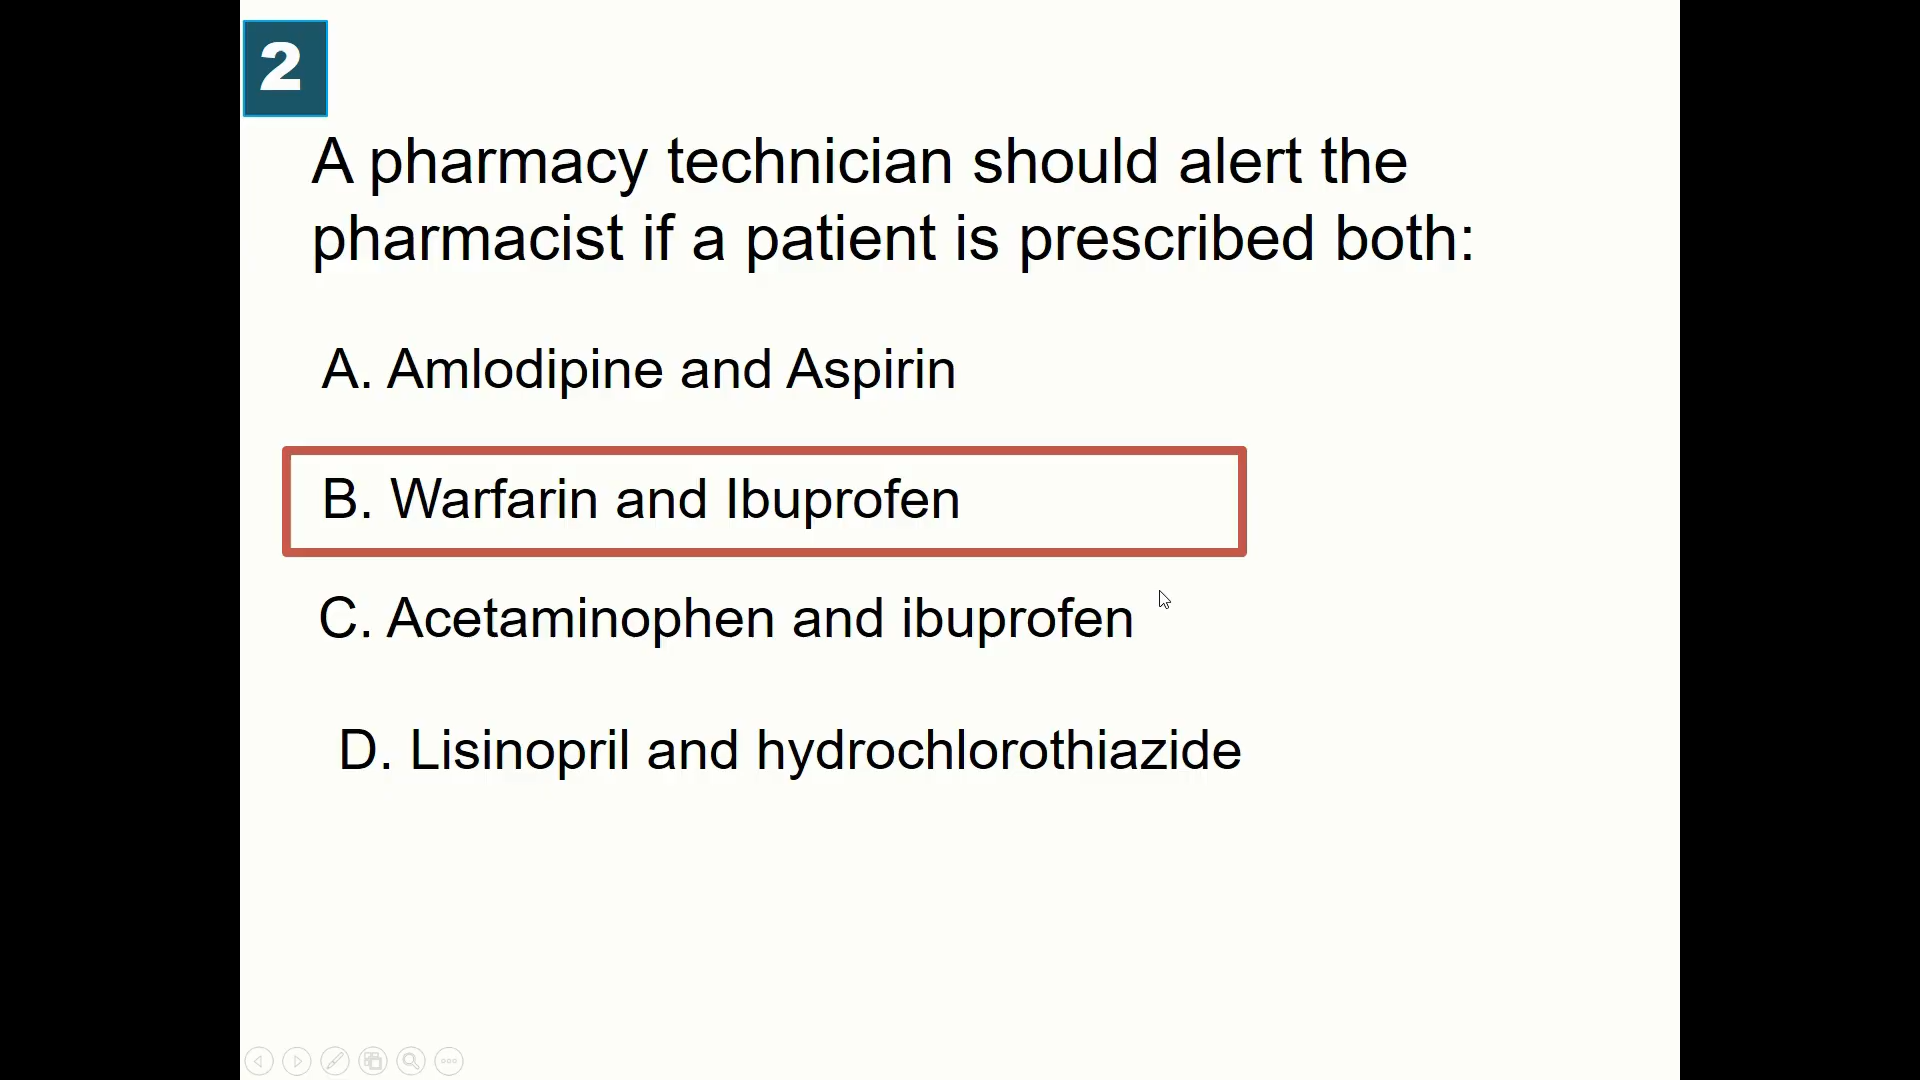 2
A pharmacy technician should alert the
pharmacist if a patient is prescribed both:
A. Amlodipine and Aspirin
B. Warfarin and Ibuprofen
C. Acetaminophen and ibuprofen
D. Lisinopril and hydrochlorothiazide